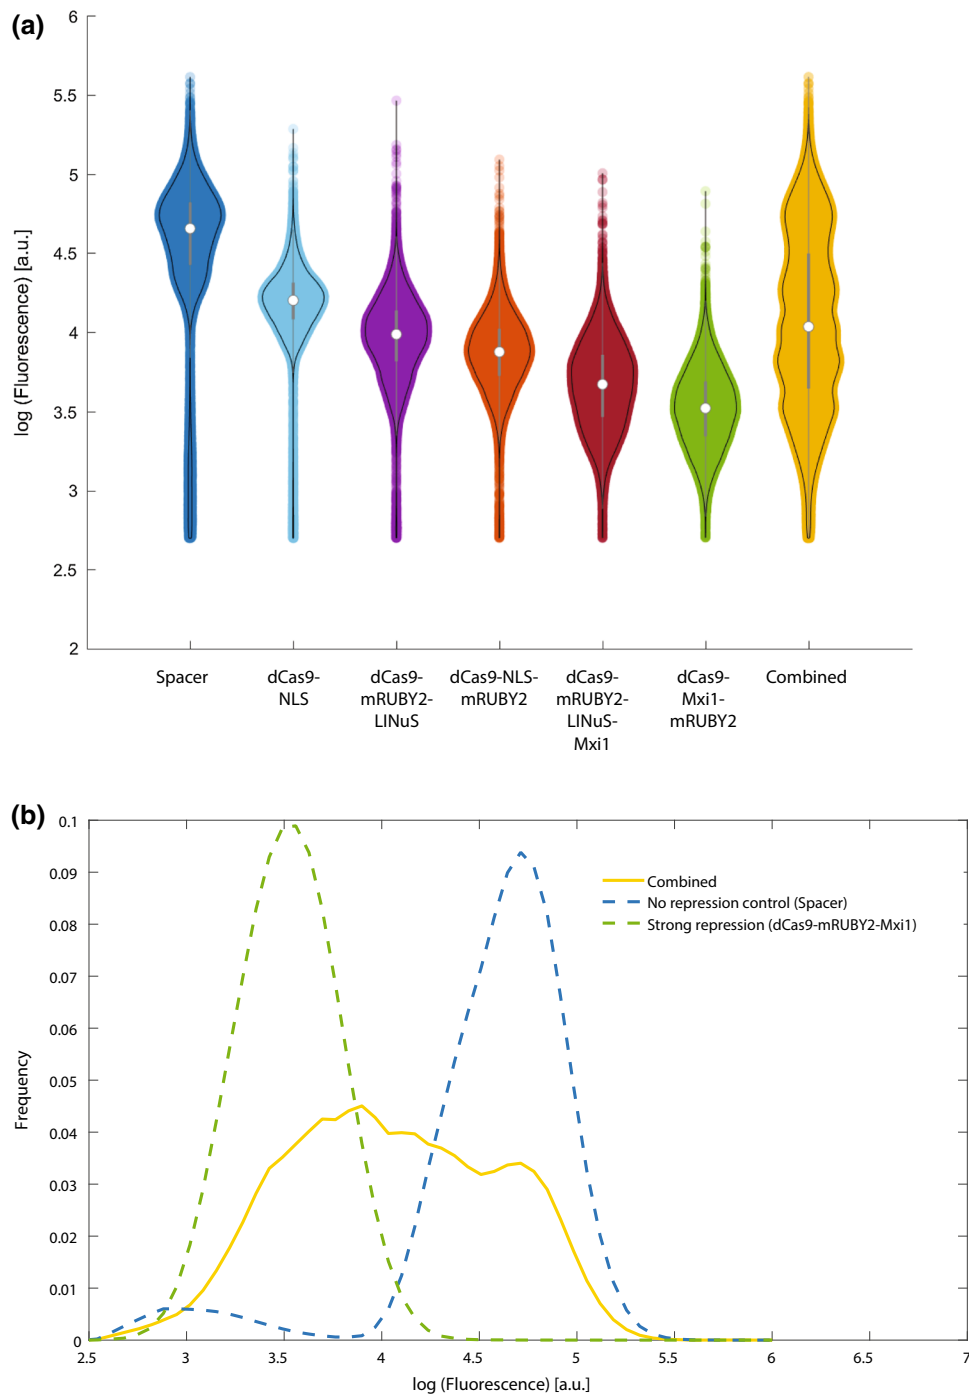 (a)
6
5.5
5
4.5
4
3.5
3
2.5
2
log (Fluorescence) [a.u.]
Spacer
dCas9-
NLS
dCas9-
mRUBY2-
LINuS
dCas9-NLS-
mRUBY2
dCas9-
mRUBY2-
LINuS-
Mxi1
dCas9-
Mxi1-
mRUBY2
Combined
(b)
0.1
0.09
0.08
0.07
0.06
0.05
0.04
0.03
0.02
0.01
0
Frequency
Combined
No repression control (Spacer)
Strong repression (dCas9-mRUBY2-Mxi1)
2.5 3 3.5 4 4.5 5 5.5 6 6.5 7
log (Fluorescence) [a.u.]